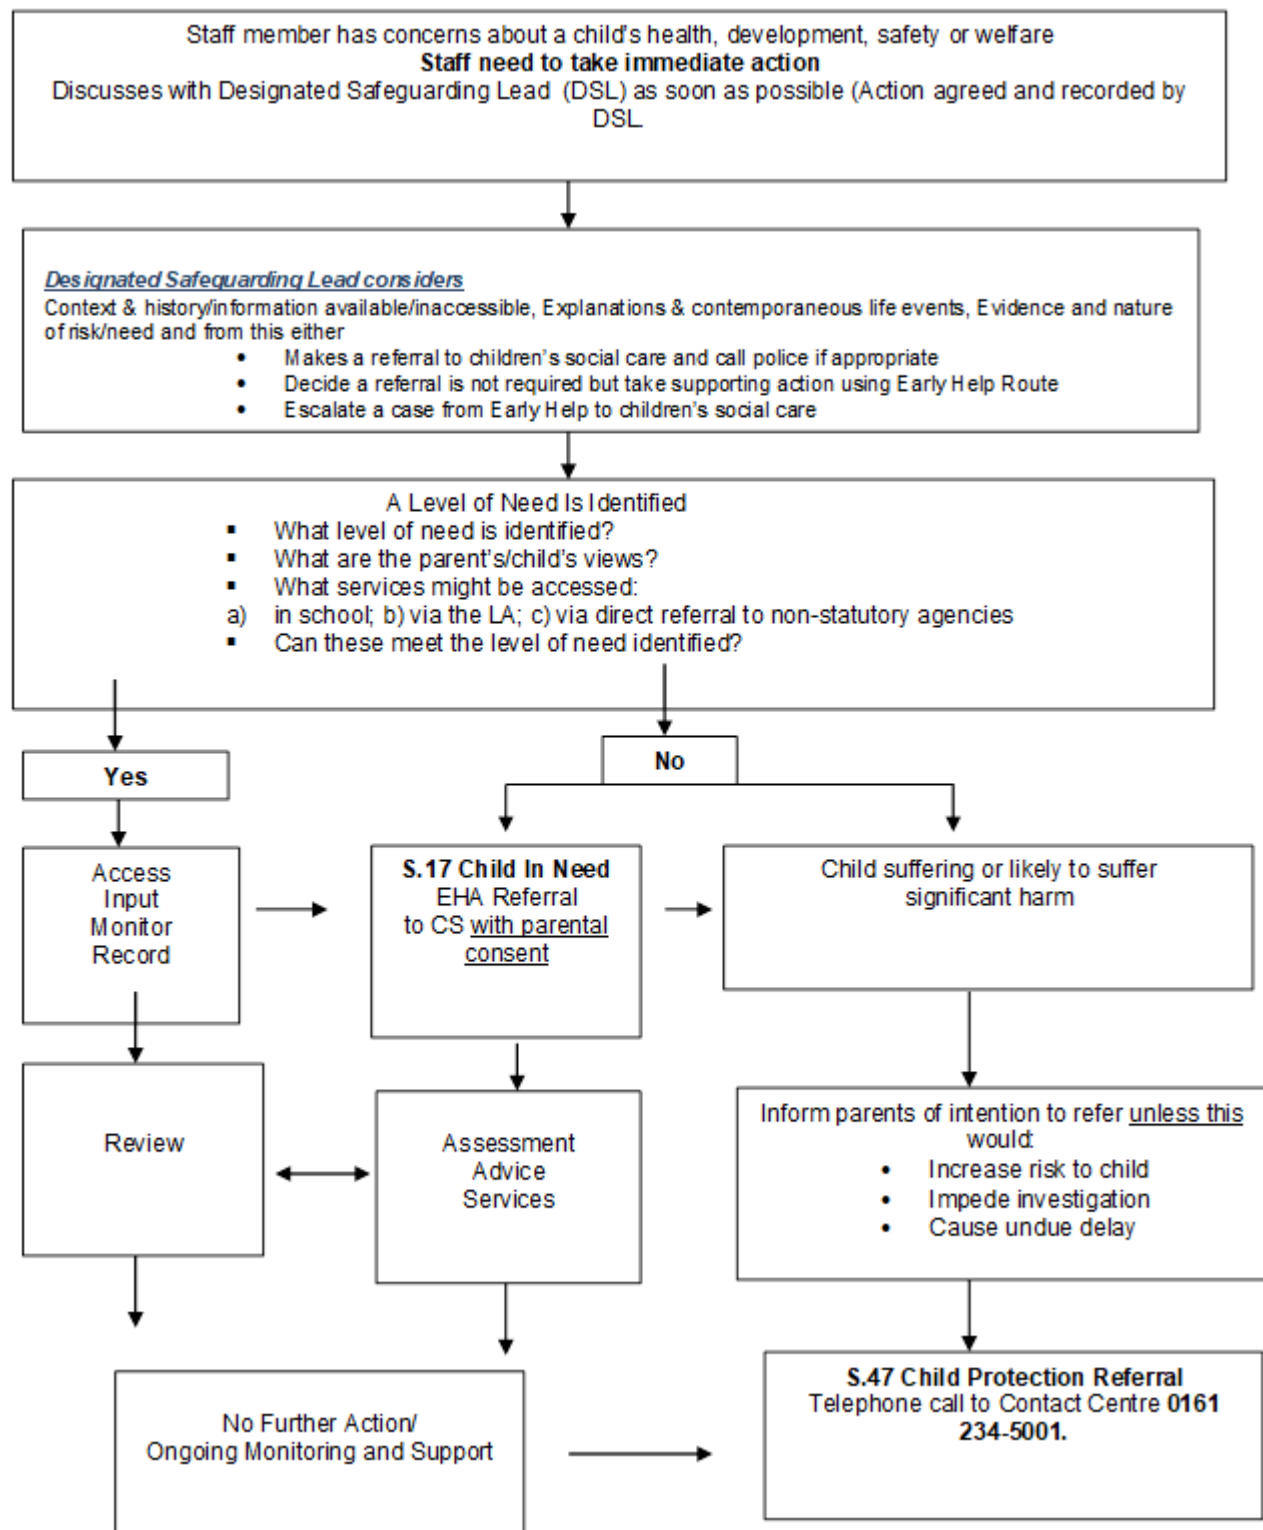 Staff member has concerns about a child's health, development, safety or welfare
Staff need to take immediate action
Discusses with Designated Safeguarding Lead (DSL) as soon as possible (Action agreed and recorded by
DSL.
Designated Safeguarding Lead considers
Context & history/information available/inaccessible, Explanations & contemporaneous life events, Evidence and nature
of risk/need and from this either
• Makes a referral to children's social care and call police if appropriate
• Decide a referral is not required but take supporting action using Early Help Route
• Escalate a case from Early Help to children's social care
A Level of Need Is Identified
▪ What level of need is identified?
▪ What are the parent's/child's views?
▪ What services might be accessed:
a) in school; b) via the LA; c) via direct referral to non-statutory agencies
▪ Can these meet the level of need identified?
Yes
No
Access
Input
Monitor
Record
S.17 Child In Need
EHA Referral
to CS with parental
consent
Child suffering or likely to suffer
significant harm
Review
Assessment
Advice
Services
Inform parents of intention to refer unless this
would:
• Increase risk to child
• Impede investigation
• Cause undue delay
No Further Action/
Ongoing Monitoring and Support
S.47 Child Protection Referral
Telephone call to Contact Centre 0161
234-5001.